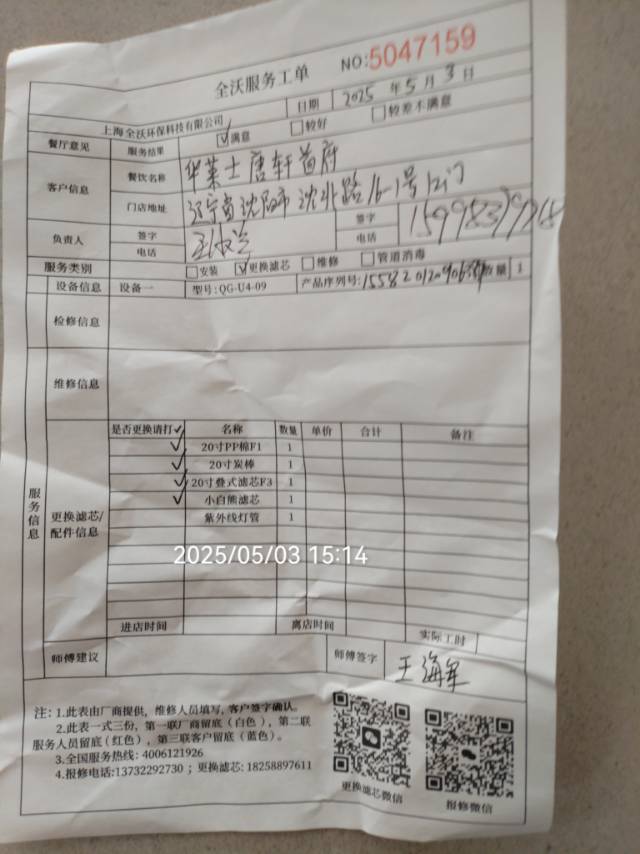 全沃服务工单 NO:5047159
上海全沃环保科技有限公司 日期 2025 年 5 月 3 日
餐厅意见 服务结果 ☑满意 □较好 □较差不满意
客户信息 餐饮名称 华莱士唐轩首府
门店地址 辽宁省沈阳市沈北路16-1号12门
负责人 签字 签字
电话 电话
服务类别 □安装 ☑更换滤芯 □维修 □管道消毒
设备信息 设备一 型号:QG-U4-09 产品序列号: 数量 1
检修信息
维修信息
服务信息
更换滤芯/配件信息
是否更换请打✓ 名称 数量 单价 合计 备注
✓ 20寸PP棉F1 1
✓ 20寸炭棒 1
✓ 20寸叠式滤芯F3 1
✓ 小白熊滤芯 1
紫外线灯管 1
2025/05/03 15:14
进店时间 离店时间 实际工时
师傅建议 师傅签字 王海军
注: 1.此表由厂商提供, 维修人员填写, 客户签字确认。
2.此表一式三份, 第一联厂商留底(白色), 第二联
服务人员留底(红色), 第三联客户留底(蓝色)。
3.全国服务热线: 4006121926
4.报修电话:13732292730 ; 更换滤芯: 18258897611
更换滤芯微信 报修微信